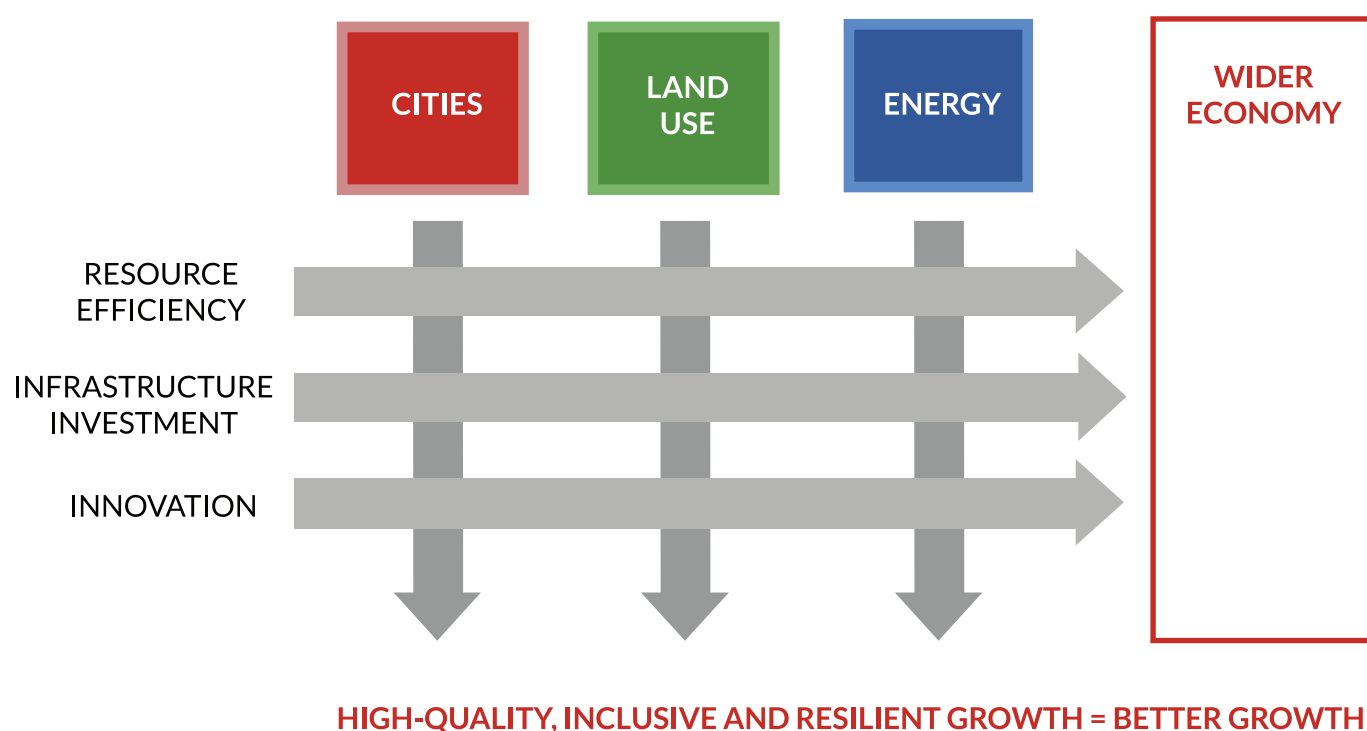 CITIES
LAND
USE
ENERGY
WIDER
ECONOMY
RESOURCE
EFFICIENCY
INFRASTRUCTURE
INVESTMENT
INNOVATION
HIGH-QUALITY, INCLUSIVE AND RESILIENT GROWTH = BETTER GROWTH